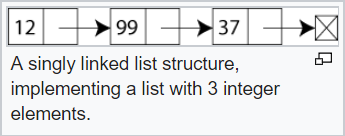 12 99 37
A singly linked list structure,
implementing a list with 3 integer
elements.